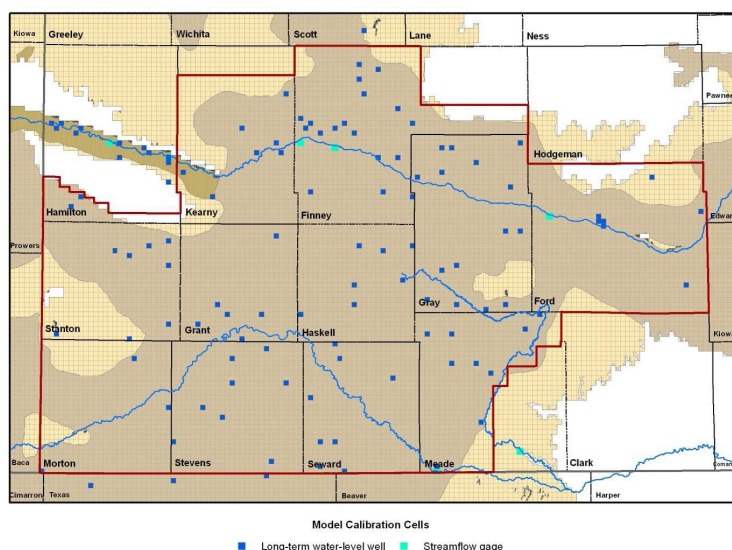 Kiowa Greeley Wichita Scott Lane Ness
Pawnee
Hodgeman
Hamilton Kearny Finney Edwar
Prowers
Gray Ford
Stanton Grant Haskell Kiowa
Baca Morton Stevens Seward Meade Clark Coman
Cimarron Texas Beaver Harper
Model Calibration Cells
Long-term water-level well Streamflow gage